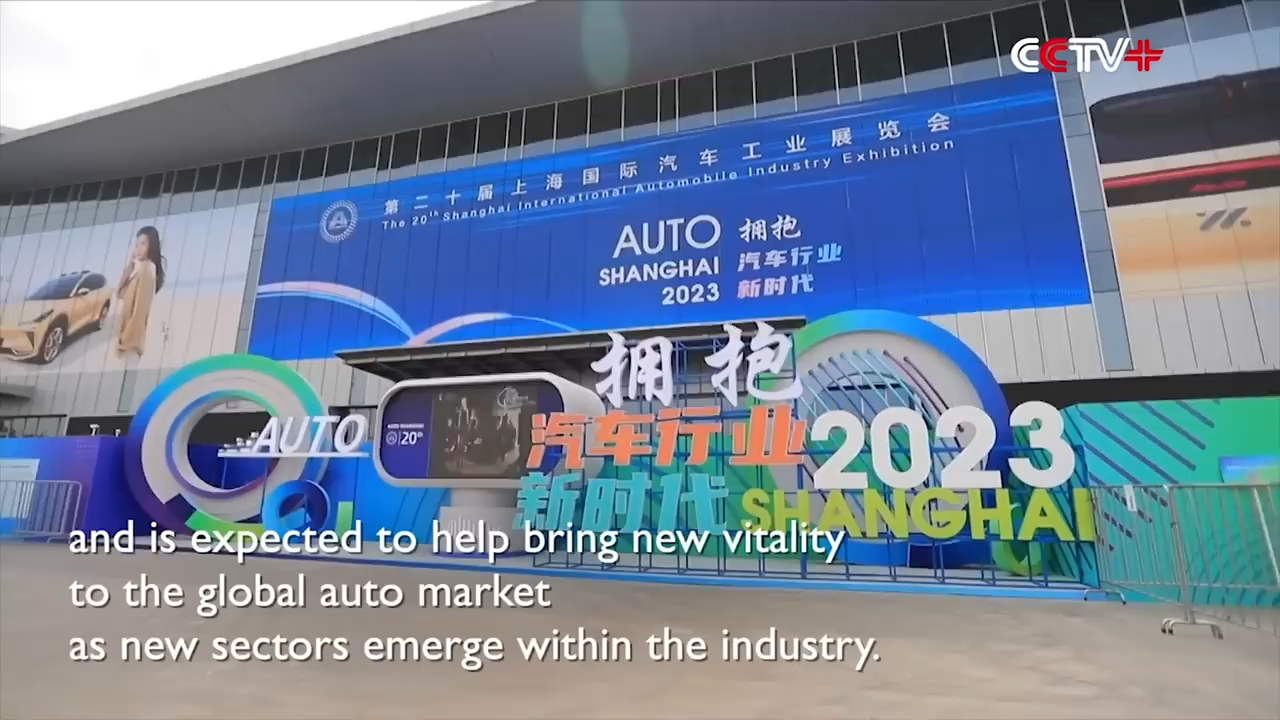 CCTV+
第二十届上海国际汽车工业展览会
The 20th Shanghai International Automobile Industry Exhibition
AUTO
SHANGHAI
2023
拥抱
汽车行业
新时代
拥抱
AUTO
AUTO SHANGHAI
20th
汽车行业
2023
新时代
SHANGHAI
and is expected to help bring new vitality
to the global auto market
as new sectors emerge within the industry.